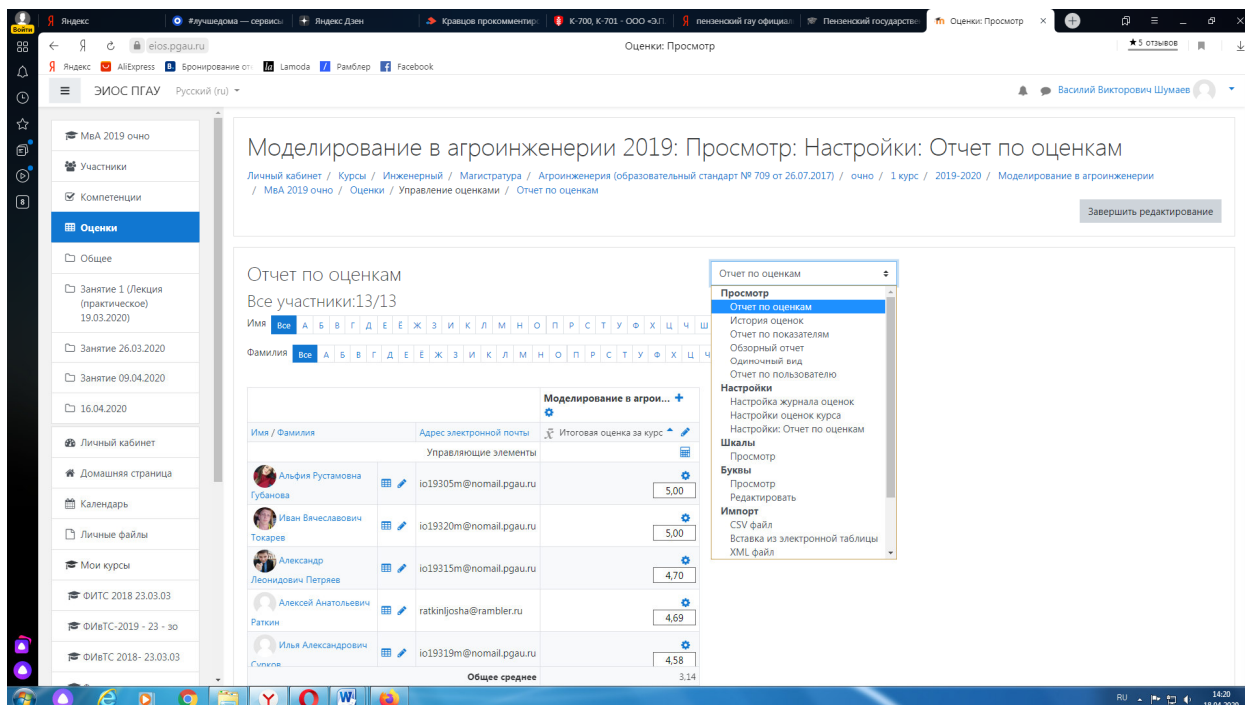 Яндекс
#лучшедома — сервисы
Яндекс Дзен
Кравцов прокомментир
К-700, К-701 - ООО «Э.П.
пензенский гау официал
Пензенский государстве
Оценки: Просмотр
Войти
eios.pgau.ru
Оценки: Просмотр
★5 отзывов
Яндекс
AliExpress
Бронирование от
Lamoda
Рамблер
Facebook
ЭИОС ПГАУ
Русский (ru)
Василий Викторович Шумаев
МвА 2019 очно
Участники
Компетенции
Оценки
Общее
Занятие 1 (Лекция
(практическое)
19.03.2020)
Занятие 26.03.2020
Занятие 09.04.2020
16.04.2020
Личный кабинет
Домашняя страница
Календарь
Личные файлы
Мои курсы
ФИТС 2018 23.03.03
ФИвТС-2019 - 23 - зо
ФИвТС 2018- 23.03.03
Моделирование в агроинженерии 2019: Просмотр: Настройки: Отчет по оценкам
Личный кабинет / Курсы / Инженерный / Магистратура / Агроинженерия (образовательный стандарт № 709 от 26.07.2017) / очно / 1 курс / 2019-2020 / Моделирование в агроинженерии
/ МвА 2019 очно / Оценки / Управление оценками / Отчет по оценкам
Завершить редактирование
Отчет по оценкам
Все участники:13/13
Имя Все А Б В Г Д Е Ё Ж З И К Л М Н О П Р С Т У Ф Х Ц Ч Ш
Фамилия Все А Б В Г Д Е Ё Ж З И К Л М Н О П Р С Т У Ф Х Ц Ч
Моделирование в агрои...
Имя / Фамилия
Адрес электронной почты
x̄ Итоговая оценка за курс
Управляющие элементы
Альфия Рустамовна
Губанова
io19305m@nomail.pgau.ru
5,00
Иван Вячеславович
Токарев
io19320m@nomail.pgau.ru
5,00
Александр
Леонидович Петряев
io19315m@nomail.pgau.ru
4,70
Алексей Анатольевич
Раткин
ratkinljosha@rambler.ru
4,69
Илья Александрович
Сурков
io19319m@nomail.pgau.ru
4,58
Общее среднее
3,14
Отчет по оценкам
Просмотр
Отчет по оценкам
История оценок
Отчет по показателям
Обзорный отчет
Одиночный вид
Отчет по пользователю
Настройки
Настройка журнала оценок
Настройки оценок курса
Настройки: Отчет по оценкам
Шкалы
Просмотр
Буквы
Просмотр
Редактировать
Импорт
CSV файл
Вставка из электронной таблицы
XML файл
RU
14:20
18.04.2020